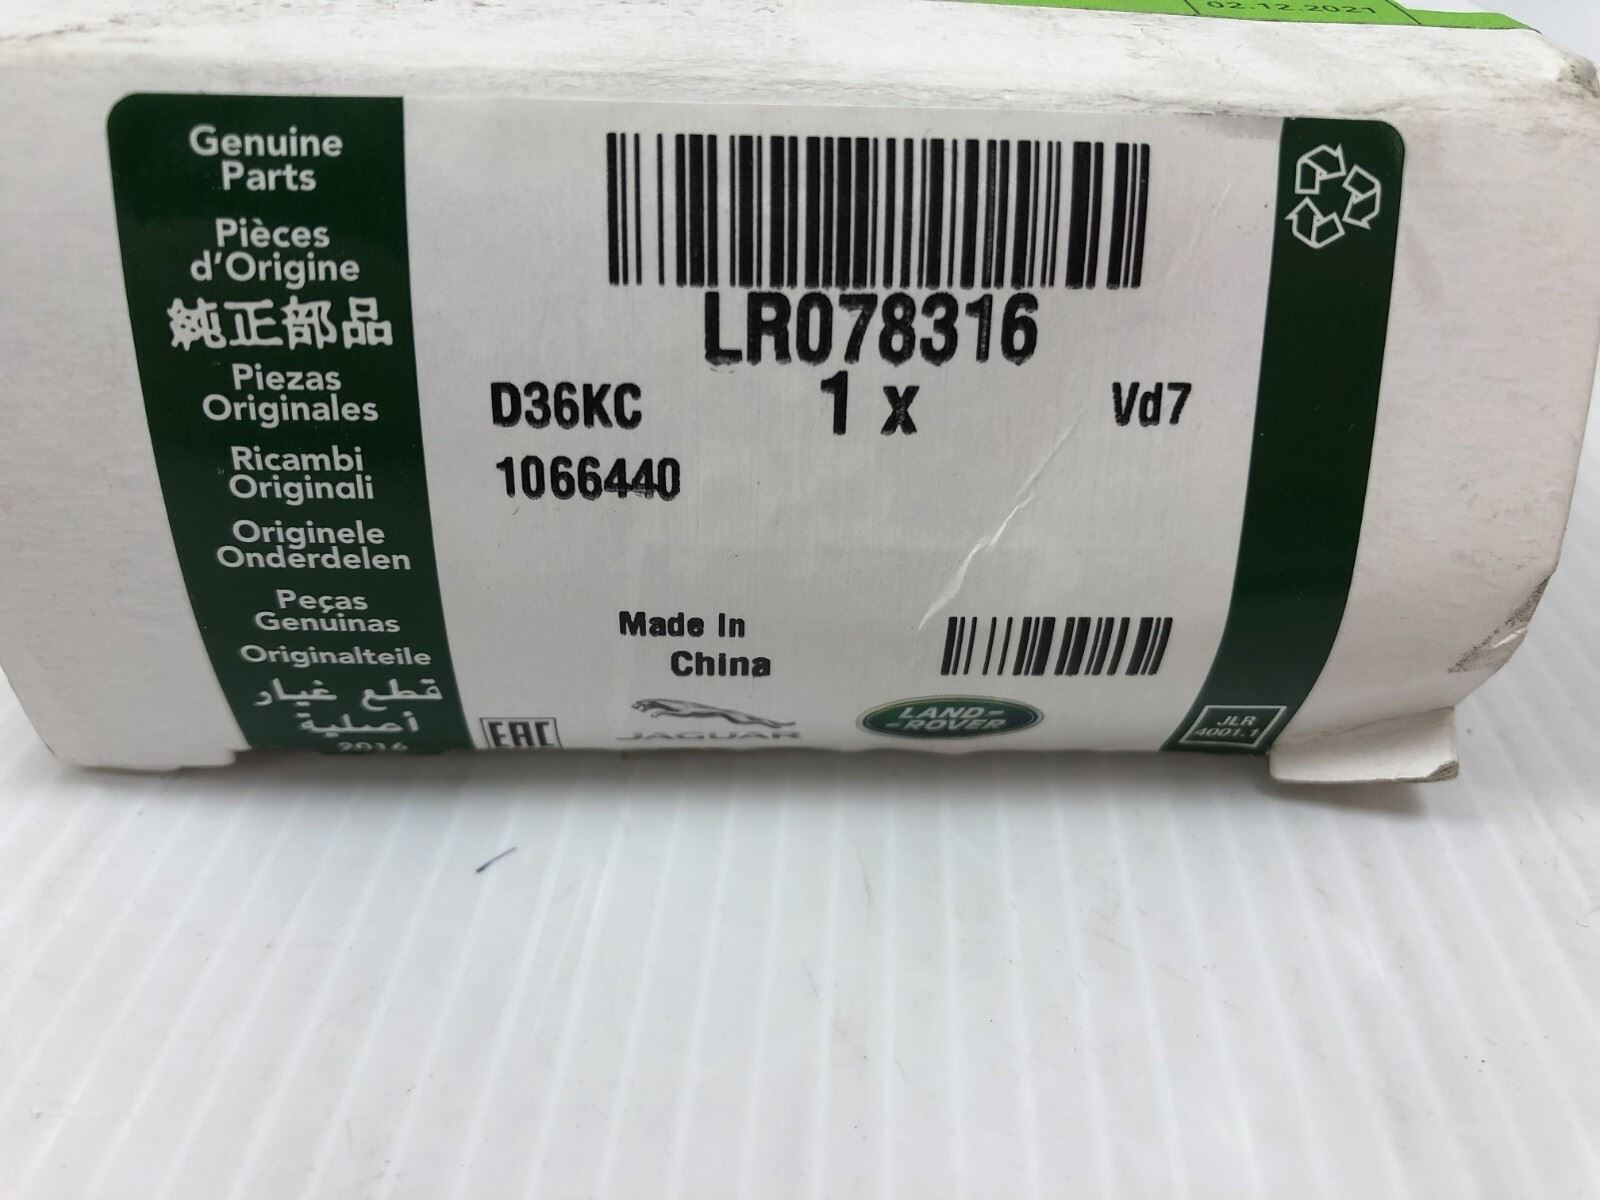 02.12.2021
Genuine
Parts
Pièces
d'Origine
純正部品
Piezas
Originales
Ricambi
Originali
Originele
Onderdelen
Peças
Genuinas
Originalteile
قطع غيار
أصلية
2016
LR078316
D36KC 1 x Vd7
1066440
Made In
China
EAC
JAGUAR
LAND-
-ROVER
JLR
4001.1